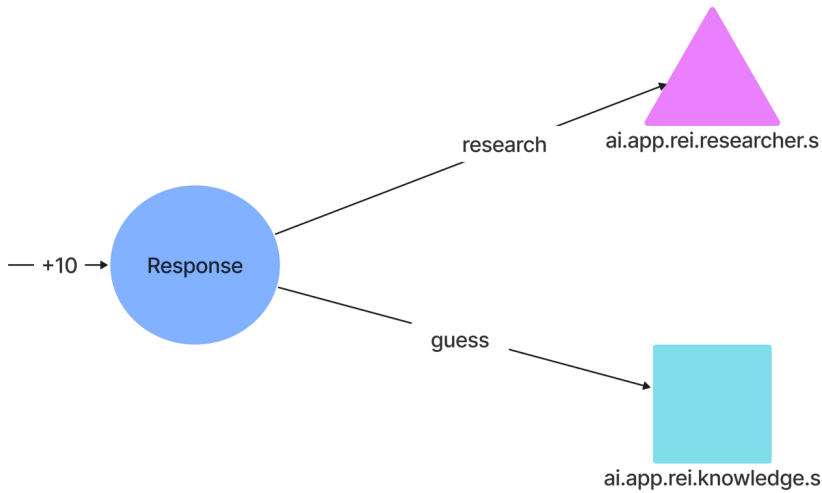 research
ai.app.rei.researcher.s
+10
Response
guess
ai.app.rei.knowledge.s